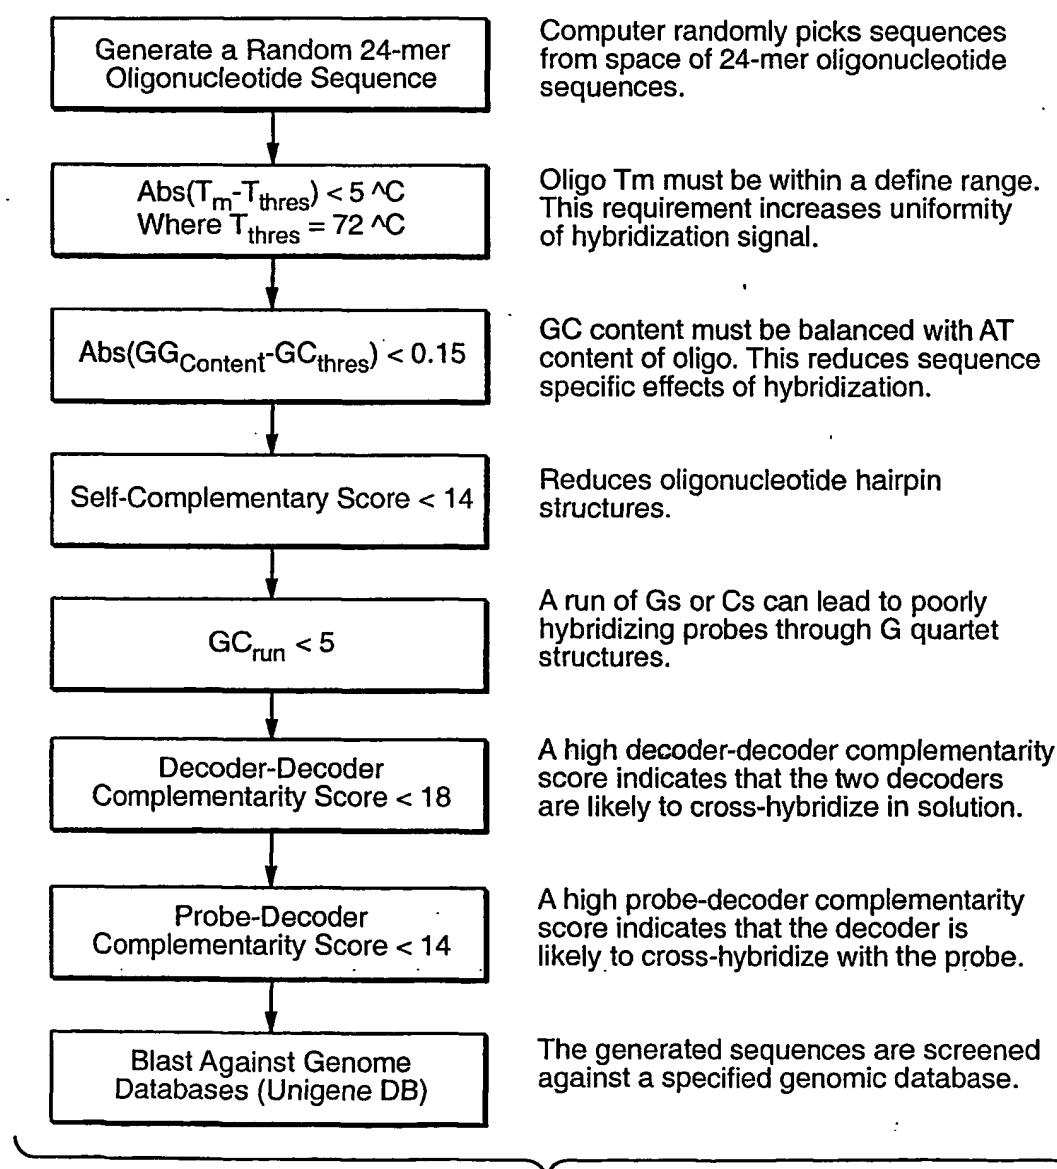 Generate a Random 24-mer
Oligonucleotide Sequence
Computer randomly picks sequences
from space of 24-mer oligonucleotide
sequences.
Abs(Tm-Tthres) < 5 ^C
Where Tthres = 72 ^C
Oligo Tm must be within a define range.
This requirement increases uniformity
of hybridization signal.
Abs(GGContent-GCthres) < 0.15
GC content must be balanced with AT
content of oligo. This reduces sequence
specific effects of hybridization.
Self-Complementary Score < 14
Reduces oligonucleotide hairpin
structures.
GCrun < 5
A run of Gs or Cs can lead to poorly
hybridizing probes through G quartet
structures.
Decoder-Decoder
Complementarity Score < 18
A high decoder-decoder complementarity
score indicates that the two decoders
are likely to cross-hybridize in solution.
Probe-Decoder
Complementarity Score < 14
A high probe-decoder complementarity
score indicates that the decoder is
likely to cross-hybridize with the probe.
Blast Against Genome
Databases (Unigene DB)
The generated sequences are screened
against a specified genomic database.